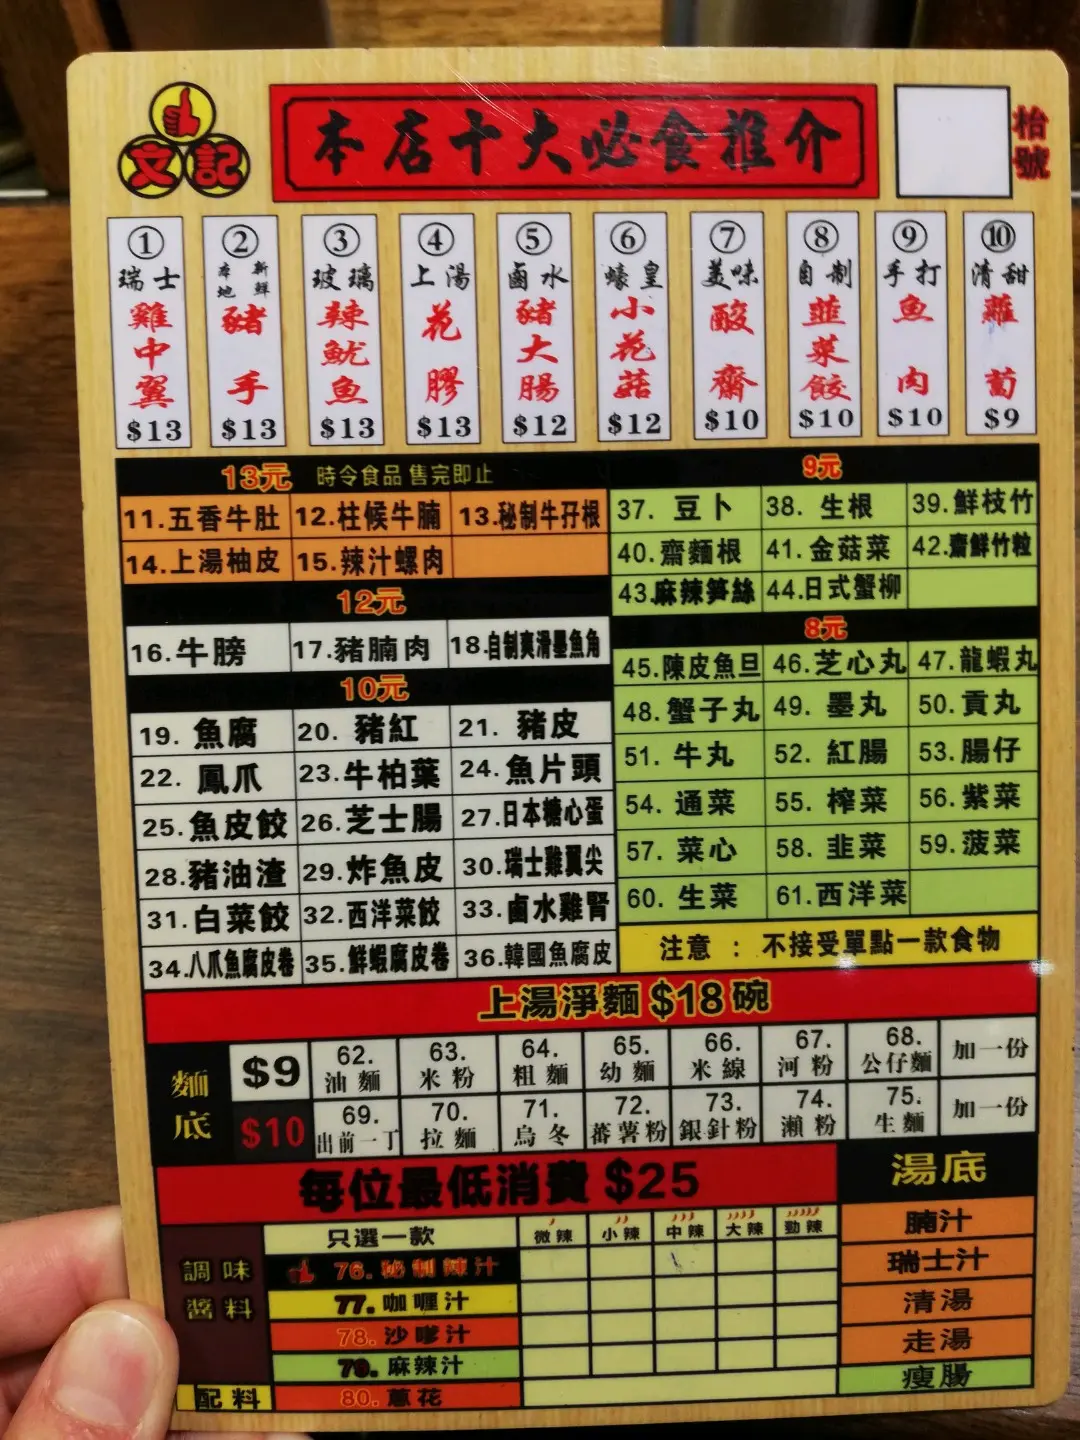 文記
本店十大必食推介
枱號
① 瑞士 雞中翼 $13
② 本地新鮮 豬手 $13
③ 玻璃 辣魷魚 $13
④ 上湯 花膠 $13
⑤ 鹵水 豬大腸 $12
⑥ 蠔皇 小花菇 $12
⑦ 美味 酸齋 $10
⑧ 自制 韮菜餃 $10
⑨ 手打 魚肉 $10
⑩ 清甜 蘿蔔 $9
13元 時令食品 售完即止
11.五香牛肚 12.柱候牛腩 13.秘制牛孖根
14.上湯柚皮 15.辣汁螺肉
12元
16.牛膀 17.豬腩肉 18.自制爽滑墨魚角
10元
19.魚腐 20.豬紅 21.豬皮
22.鳳爪 23.牛柏葉 24.魚片頭
25.魚皮餃 26.芝士腸 27.日本糖心蛋
28.豬油渣 29.炸魚皮 30.瑞士雞翼尖
31.白菜餃 32.西洋菜餃 33.鹵水雞腎
34.八爪魚腐皮卷 35.鮮蝦腐皮卷 36.韓國魚腐皮
9元
37.豆卜 38.生根 39.鮮枝竹
40.齋麵根 41.金菇菜 42.齋鮮竹粒
43.麻辣笋絲 44.日式蟹柳
8元
45.陳皮魚旦 46.芝心丸 47.龍蝦丸
48.蟹子丸 49.墨丸 50.貢丸
51.牛丸 52.紅腸 53.腸仔
54.通菜 55.榨菜 56.紫菜
57.菜心 58.韭菜 59.菠菜
60.生菜 61.西洋菜
注意：不接受單點一款食物
上湯淨麵$18碗
麵底
$9 62.油麵 63.米粉 64.粗麵 65.幼麵 66.米線 67.河粉 68.公仔麵 加一份
$10 69.出前一丁 70.拉麵 71.烏冬 72.蕃薯粉 73.銀針粉 74.瀨粉 75.生麵 加一份
每位最低消費$25
調味醬料
只選一款 微辣 小辣 中辣 大辣 勁辣
76.秘制辣汁
77.咖喱汁
78.沙嗲汁
79.麻辣汁
配料 80.蔥花
湯底
腩汁
瑞士汁
清湯
走湯
瘦腸